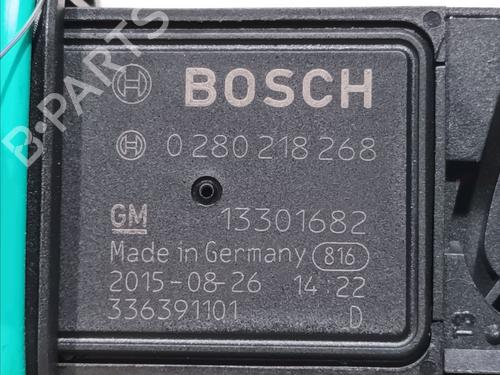 BOSCH
0 280 218 268
GM 13301682
Made in Germany 816
2015-08-26 14:22
336391101 D
B-PARTS